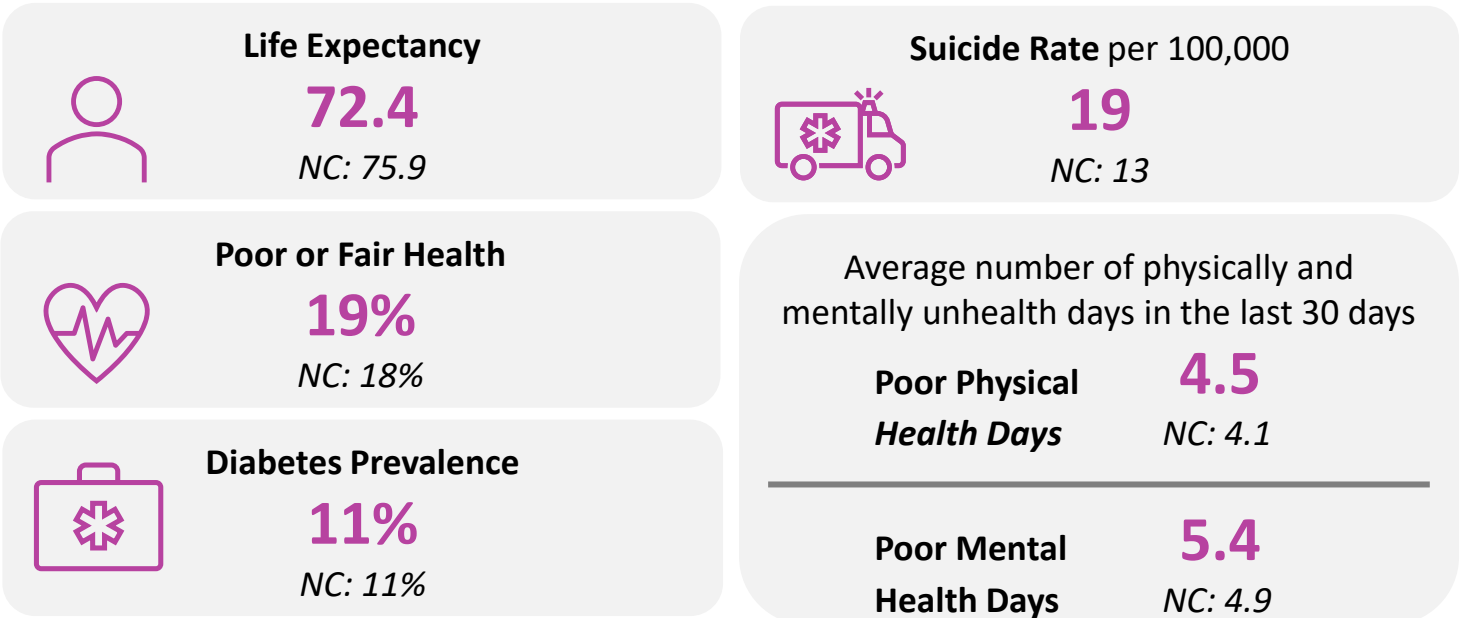 Life Expectancy
72.4
NC: 75.9
Poor or Fair Health
19%
NC: 18%
Diabetes Prevalence
11%
NC: 11%
Suicide Rate per 100,000
19
NC: 13
Average number of physically and
mentally unhealth days in the last 30 days
Poor Physical 4.5
Health Days NC: 4.1
Poor Mental 5.4
Health Days NC: 4.9